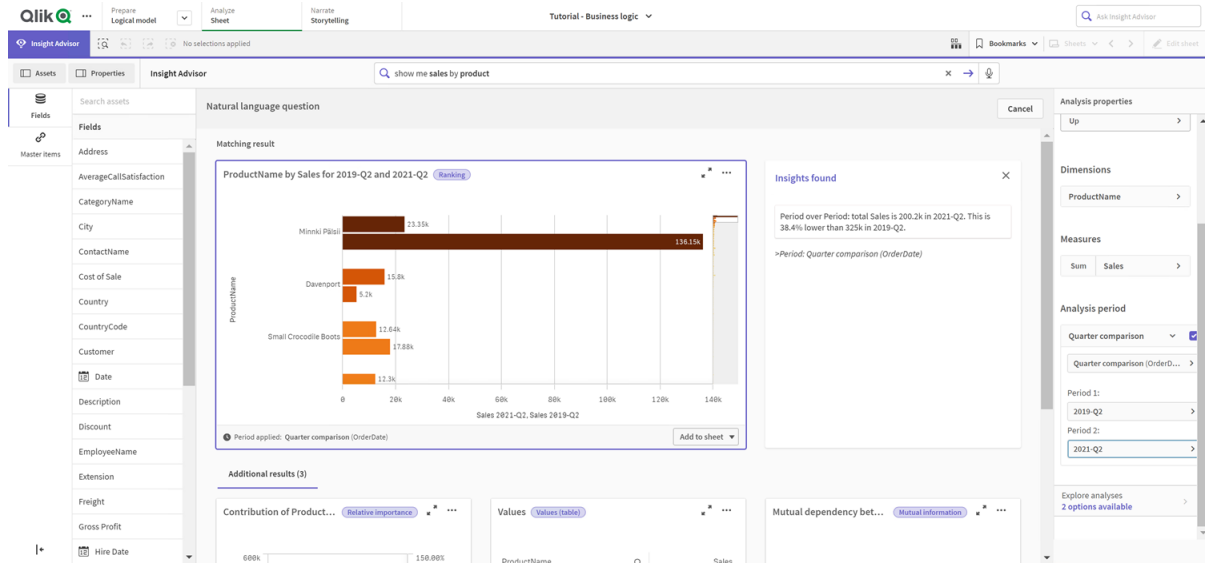 Qlik Q
Prepare
Logical model
Analyze
Sheet
Narrate
Storytelling
Tutorial - Business logic
Ask Insight Advisor
Insight Advisor
No selections applied
Bookmarks
Sheets
Edit sheet
Assets
Properties
Insight Advisor
show me sales by product
Fields
Master items
Search assets
Fields
Address
AverageCallSatisfaction
CategoryName
City
ContactName
Cost of Sale
Country
CountryCode
Customer
Date
Description
Discount
EmployeeName
Extension
Freight
Gross Profit
Hire Date
Natural language question
Cancel
Matching result
ProductName by Sales for 2019-Q2 and 2021-Q2 Ranking
ProductName
Minnki Pälsii
23.35k
136.15k
Davenport
15.8k
5.2k
Small Crocodile Boots
12.64k
17.88k
12.3k
0 20k 40k 60k 80k 100k 120k 140k
Sales 2021-Q2, Sales 2019-Q2
Period applied: Quarter comparison (OrderDate)
Add to sheet
Insights found
Period over Period: total Sales is 200.2k in 2021-Q2. This is
38.4% lower than 325k in 2019-Q2.
>Period: Quarter comparison (OrderDate)
Additional results (3)
Contribution of Product... Relative importance
600k
150.00%
Values Values (table)
ProductName
Sales
Mutual dependency bet... Mutual information
Analysis properties
Up
Dimensions
ProductName
Measures
Sum Sales
Analysis period
Quarter comparison
Quarter comparison (OrderD...
Period 1:
2019-Q2
Period 2:
2021-Q2
Explore analyses
2 options available